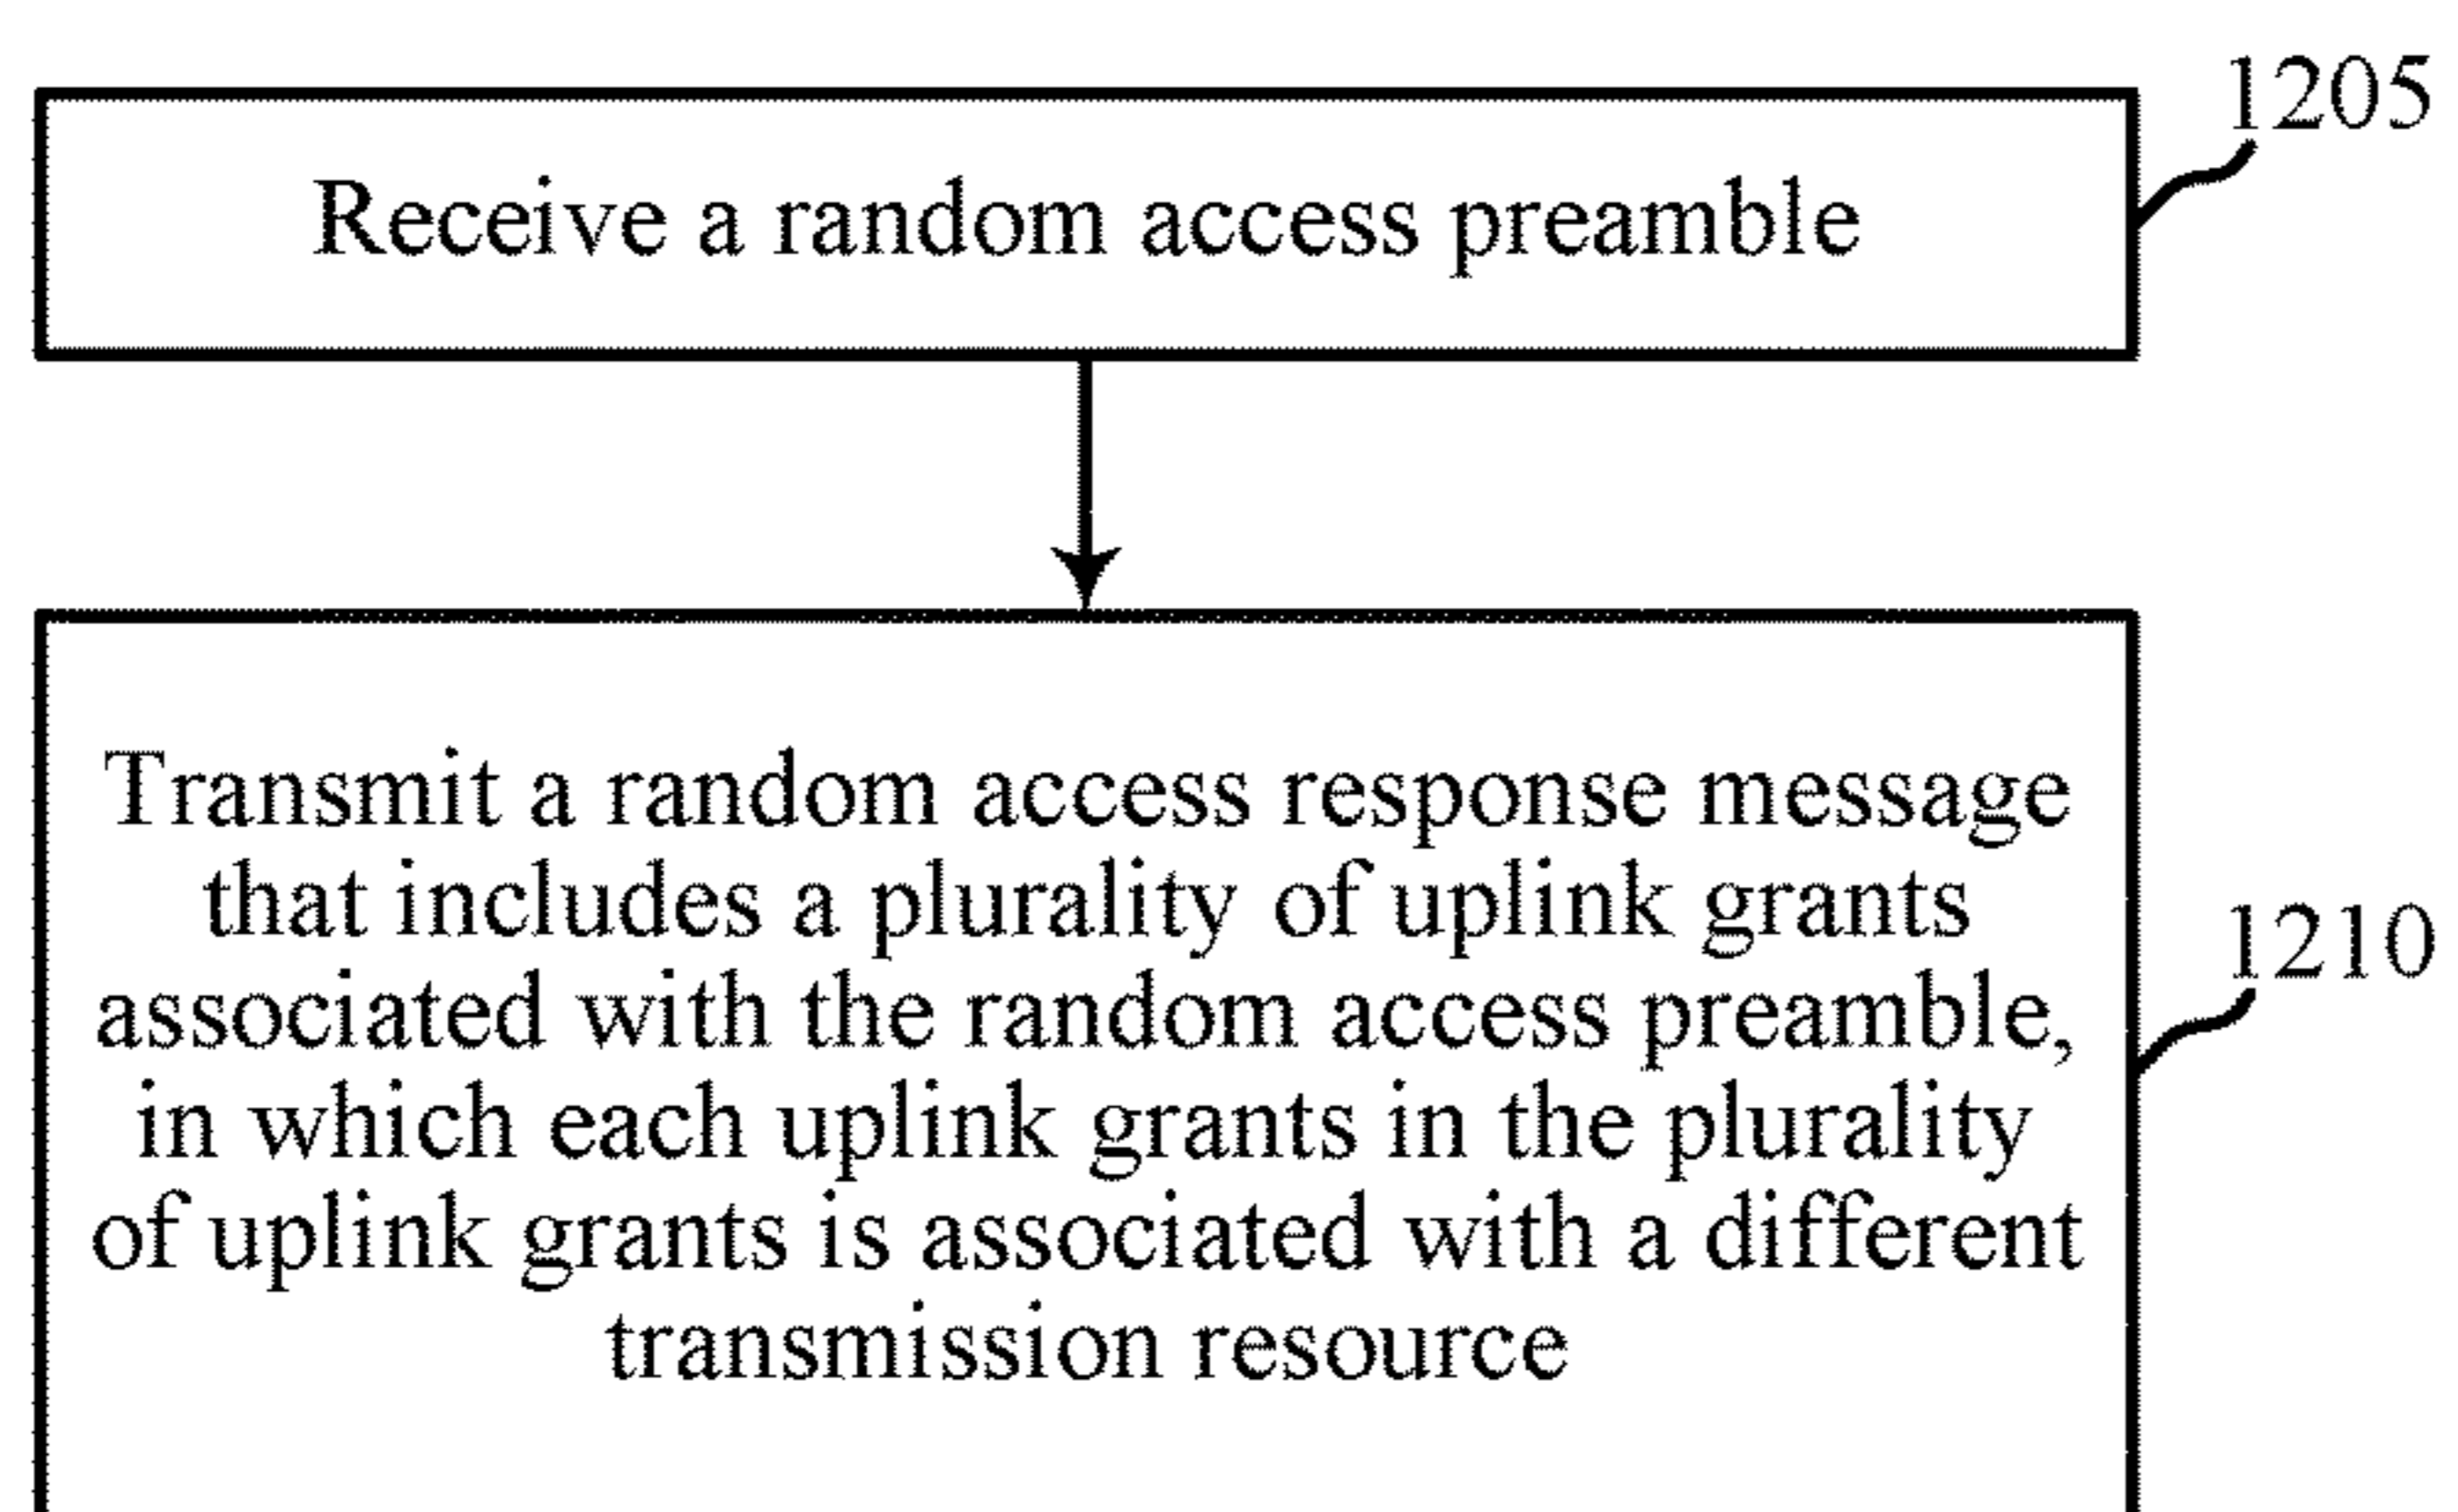 1205
Receive a random access preamble
Transmit a random access response message
that includes a plurality of uplink grants
associated with the random access preamble,
in which each uplink grants in the plurality
of uplink grants is associated with a different
transmission resource
1210